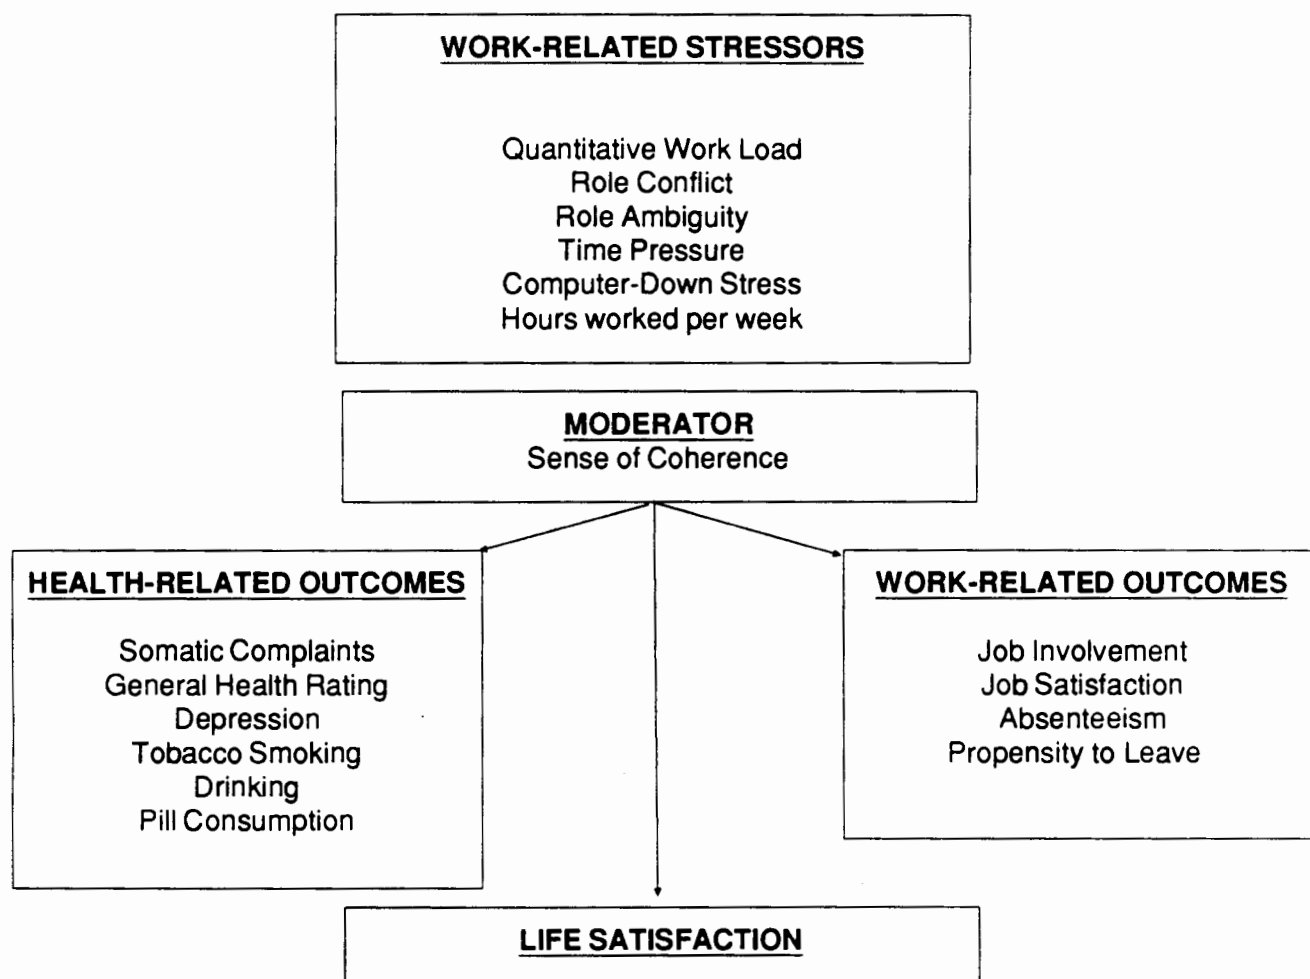 WORK-RELATED STRESSORS
Quantitative Work Load
Role Conflict
Role Ambiguity
Time Pressure
Computer-Down Stress
Hours worked per week
MODERATOR
Sense of Coherence
HEALTH-RELATED OUTCOMES
Somatic Complaints
General Health Rating
Depression
Tobacco Smoking
Drinking
Pill Consumption
WORK-RELATED OUTCOMES
Job Involvement
Job Satisfaction
Absenteeism
Propensity to Leave
LIFE SATISFACTION